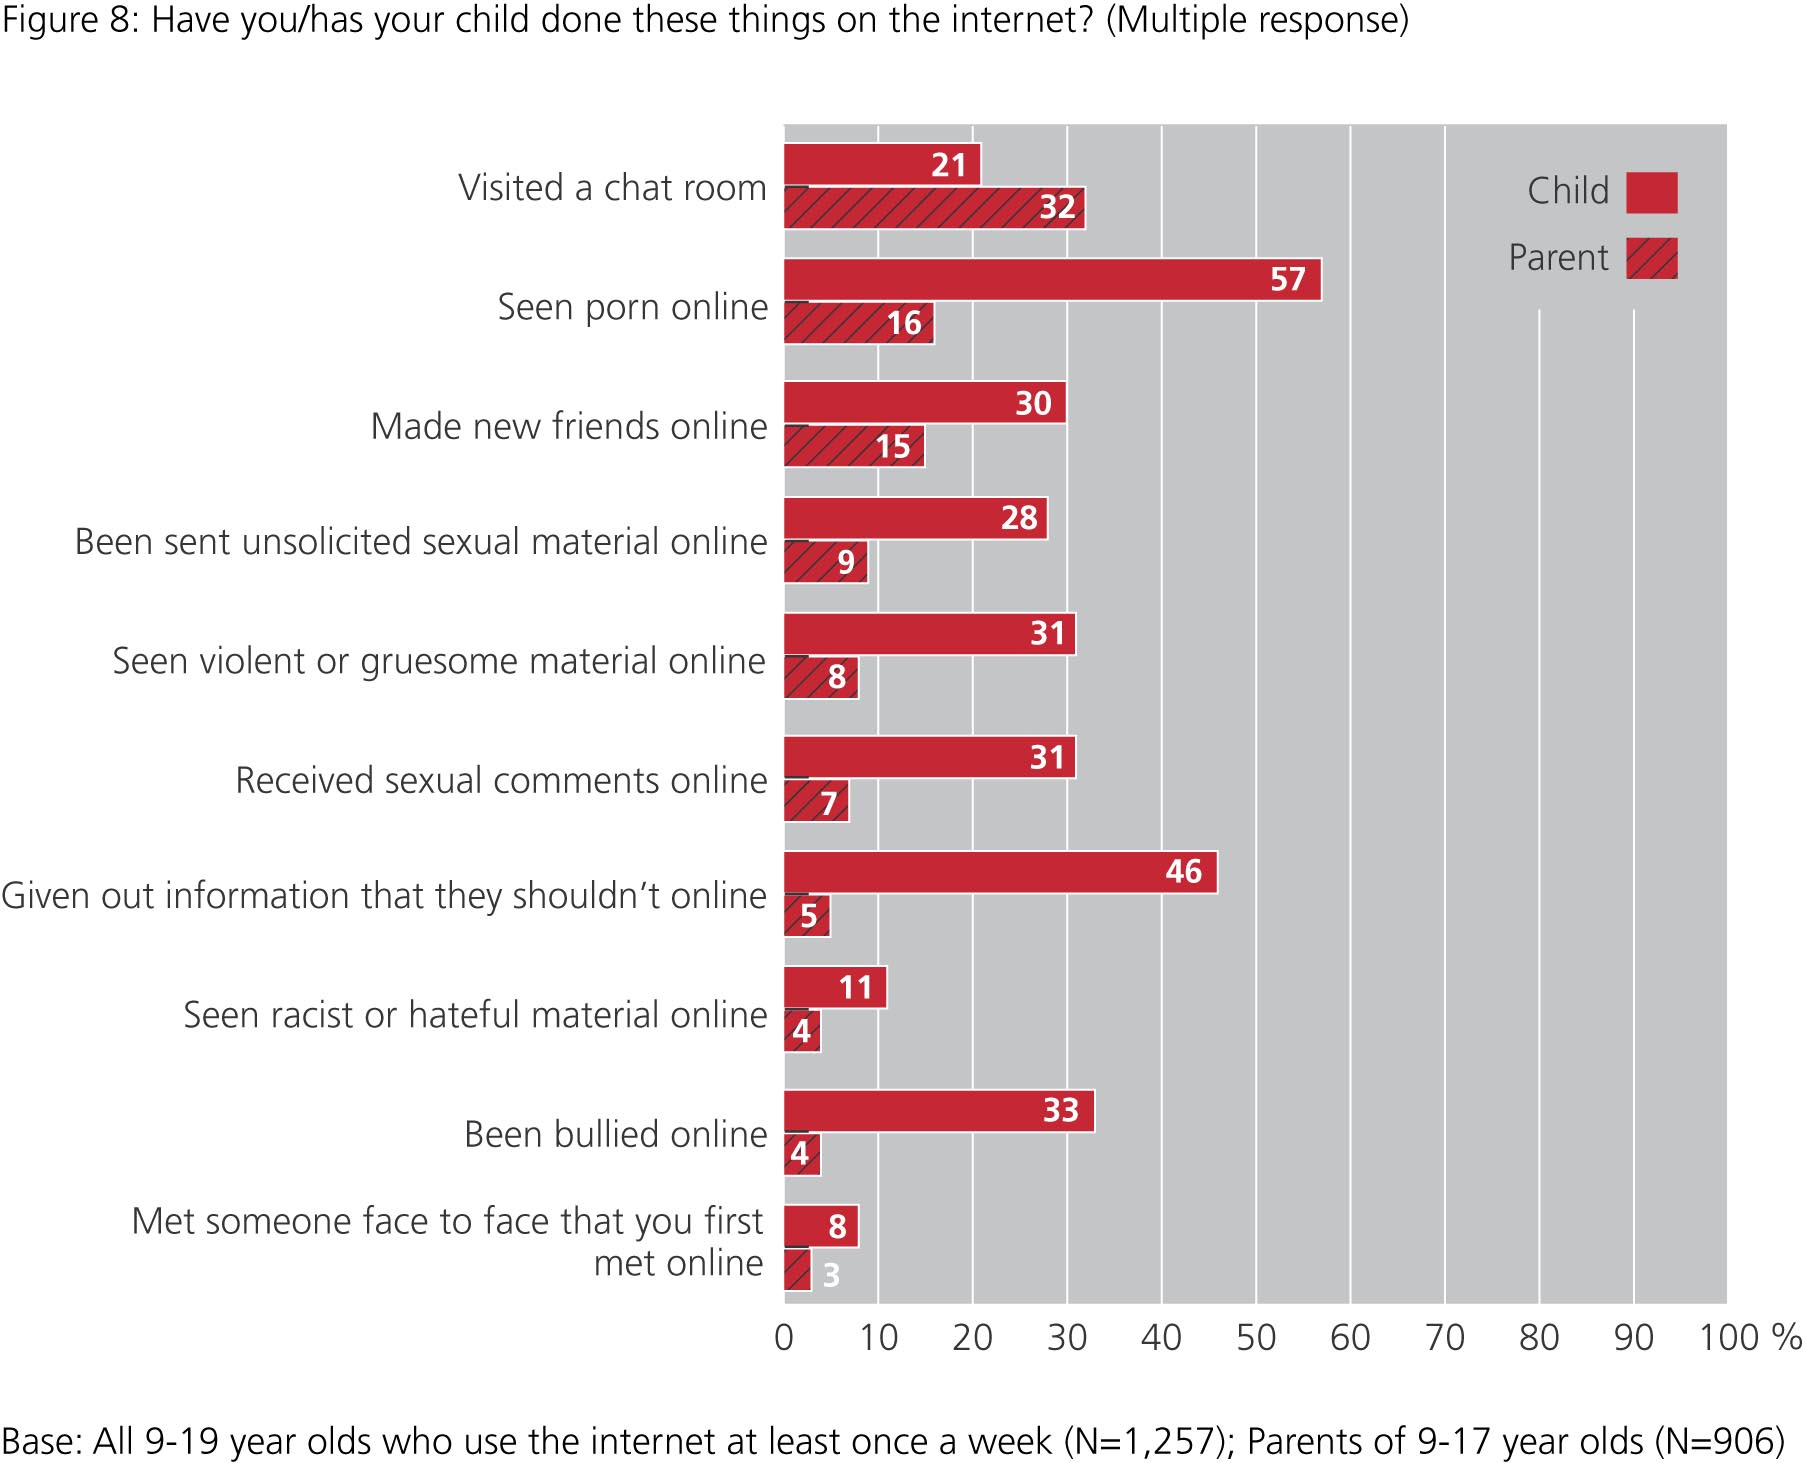 Figure 8: Have you/has your child done these things on the internet? (Multiple response)
Child
Parent
Visited a chat room
21
32
Seen porn online
57
16
Made new friends online
30
15
Been sent unsolicited sexual material online
28
9
Seen violent or gruesome material online
31
8
Received sexual comments online
31
7
Given out information that they shouldn’t online
46
5
Seen racist or hateful material online
11
4
Been bullied online
33
4
Met someone face to face that you first
met online
8
3
0 10 20 30 40 50 60 70 80 90 100 %
Base: All 9-19 year olds who use the internet at least once a week (N=1,257); Parents of 9-17 year olds (N=906)